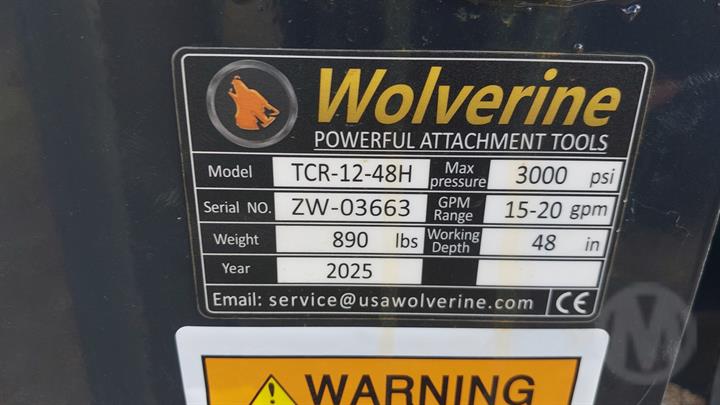 Wolverine
POWERFUL ATTACHMENT TOOLS
Model TCR-12-48H Max pressure 3000 psi
Serial NO. ZW-03663 GPM Range 15-20 gpm
Weight 890 lbs Working Depth 48 in
Year 2025
Email: service@usawolverine.com CE
WARNING
M